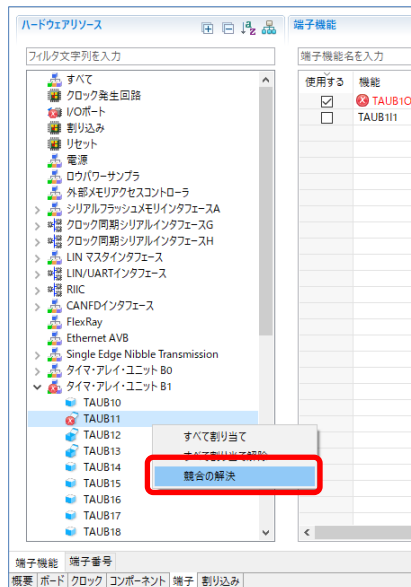 ハードウェアリソース
端子機能
フィルタ文字列を入力
端子機能名を入力
すべて
使用する 機能
クロック発生回路
TAUB1O
I/Oポート
TAUB1I1
割り込み
リセット
電源
ロウパワーサンプラ
外部メモリアクセスコントローラ
シリアルフラッシュメモリインタフェースA
クロック同期シリアルインタフェースG
クロック同期シリアルインタフェースH
LIN マスタインタフェース
LIN/UARTインタフェース
RIIC
CANFDインタフェース
FlexRay
Ethernet AVB
Single Edge Nibble Transmission
タイマ・アレイ・ユニット B0
タイマ・アレイ・ユニット B1
TAUB10
TAUB11
TAUB12
すべて割り当て
TAUB13
すべて割り当て解除
TAUB14
競合の解決
TAUB15
TAUB16
TAUB17
TAUB18
端子機能 端子番号
概要 ボード クロック コンポーネント 端子 割り込み